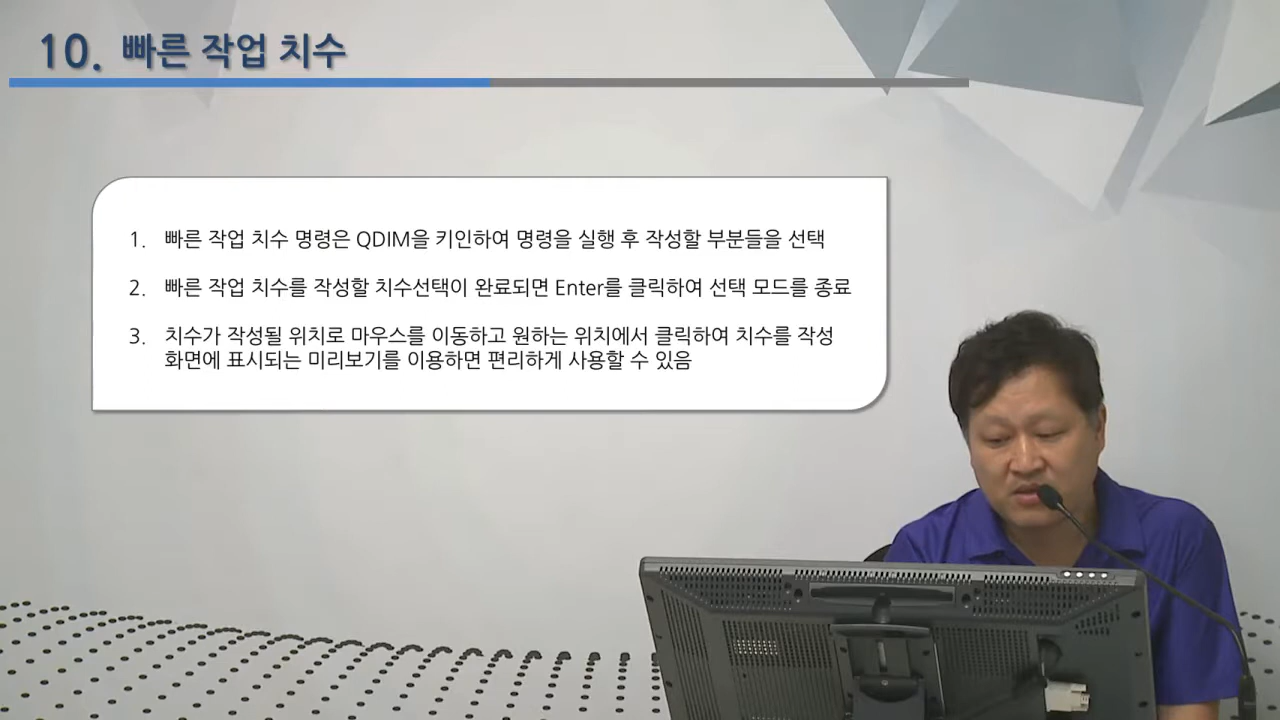 10. 빠른 작업 치수
1. 빠른 작업 치수 명령은 QDIM을 키인하여 명령을 실행 후 작성할 부분들을 선택
2. 빠른 작업 치수를 작성할 치수선택이 완료되면 Enter를 클릭하여 선택 모드를 종료
3. 치수가 작성될 위치로 마우스를 이동하고 원하는 위치에서 클릭하여 치수를 작성
화면에 표시되는 미리보기를 이용하면 편리하게 사용할 수 있음